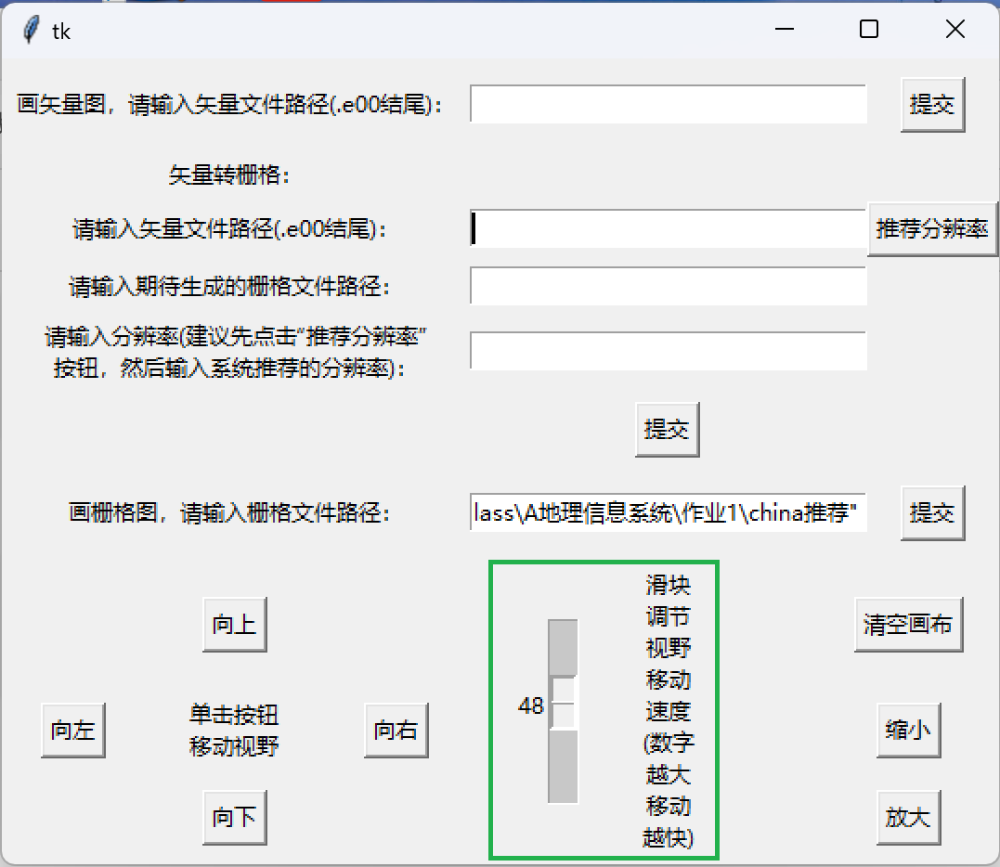 tk
画矢量图，请输入矢量文件路径(.e00结尾)：
提交
矢量转栅格：
请输入矢量文件路径(.e00结尾)：
推荐分辨率
请输入期待生成的栅格文件路径：
请输入分辨率(建议先点击“推荐分辨率”
按钮，然后输入系统推荐的分辨率)：
提交
画栅格图，请输入栅格文件路径：
lass\A地理信息系统\作业1\china推荐"
提交
向上
向左
单击按钮
移动视野
向右
向下
48
滑块
调节
视野
移动
速度
(数字
越大
移动
越快)
清空画布
缩小
放大